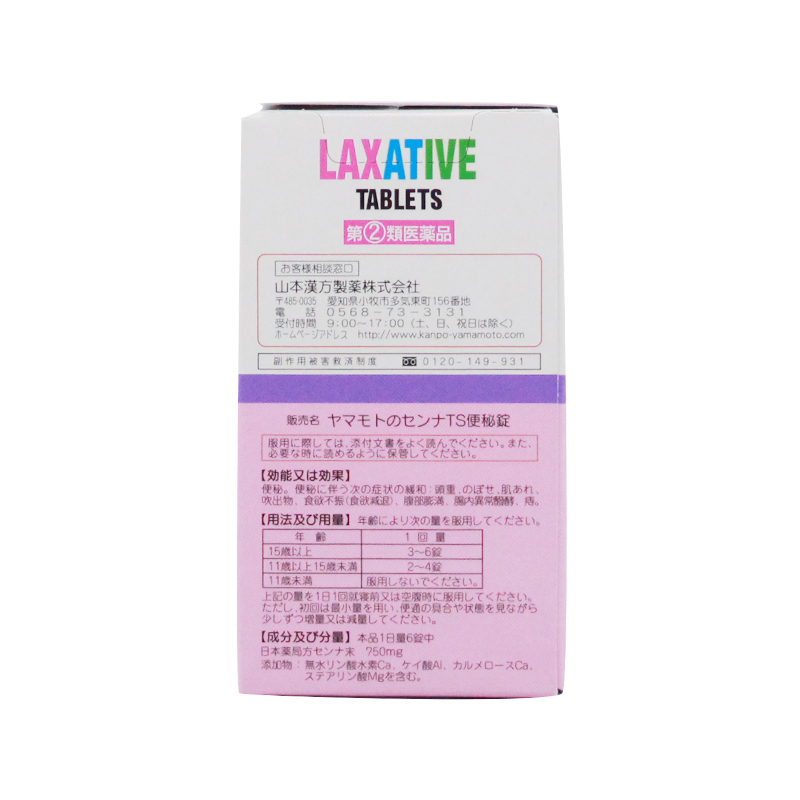 LAXATIVE
TABLETS
第②類医薬品
お客様相談窓口
山本漢方製薬株式会社
〒485-0035 愛知県小牧市多気東町156番地
電話 0568-73-3131
受付時間 9:00~17:00(土、日、祝日は除く)
ホームページアドレス http://www.kanpo-yamamoto.com
副作用被害救済制度 0120-149-931
販売名 ヤマモトのセンナTS便秘錠
服用に際しては、添付文書をよく読んでください。また、
必要な時に読めるように保管してください。
【効能又は効果】
便秘。便秘に伴う次の症状の緩和:頭重、のぼせ、肌あれ、
吹出物、食欲不振(食欲減退)、腹部膨満、腸内異常醗酵、痔。
【用法及び用量】年齢により次の量を服用してください。
年齢 1回量
15歳以上 3~6錠
11歳以上15歳未満 2~4錠
11歳未満 服用しないでください。
上記の量を1日1回就寝前又は空腹時に服用してください。
ただし、初回は最小量を用い、便通の具合や状態を見ながら
少しずつ増量又は減量してください。
【成分及び分量】本品1日量6錠中
日本薬局方センナ末 750mg
添加物:無水リン酸水素Ca、ケイ酸Al、カルメロースCa、
ステアリン酸Mgを含む。